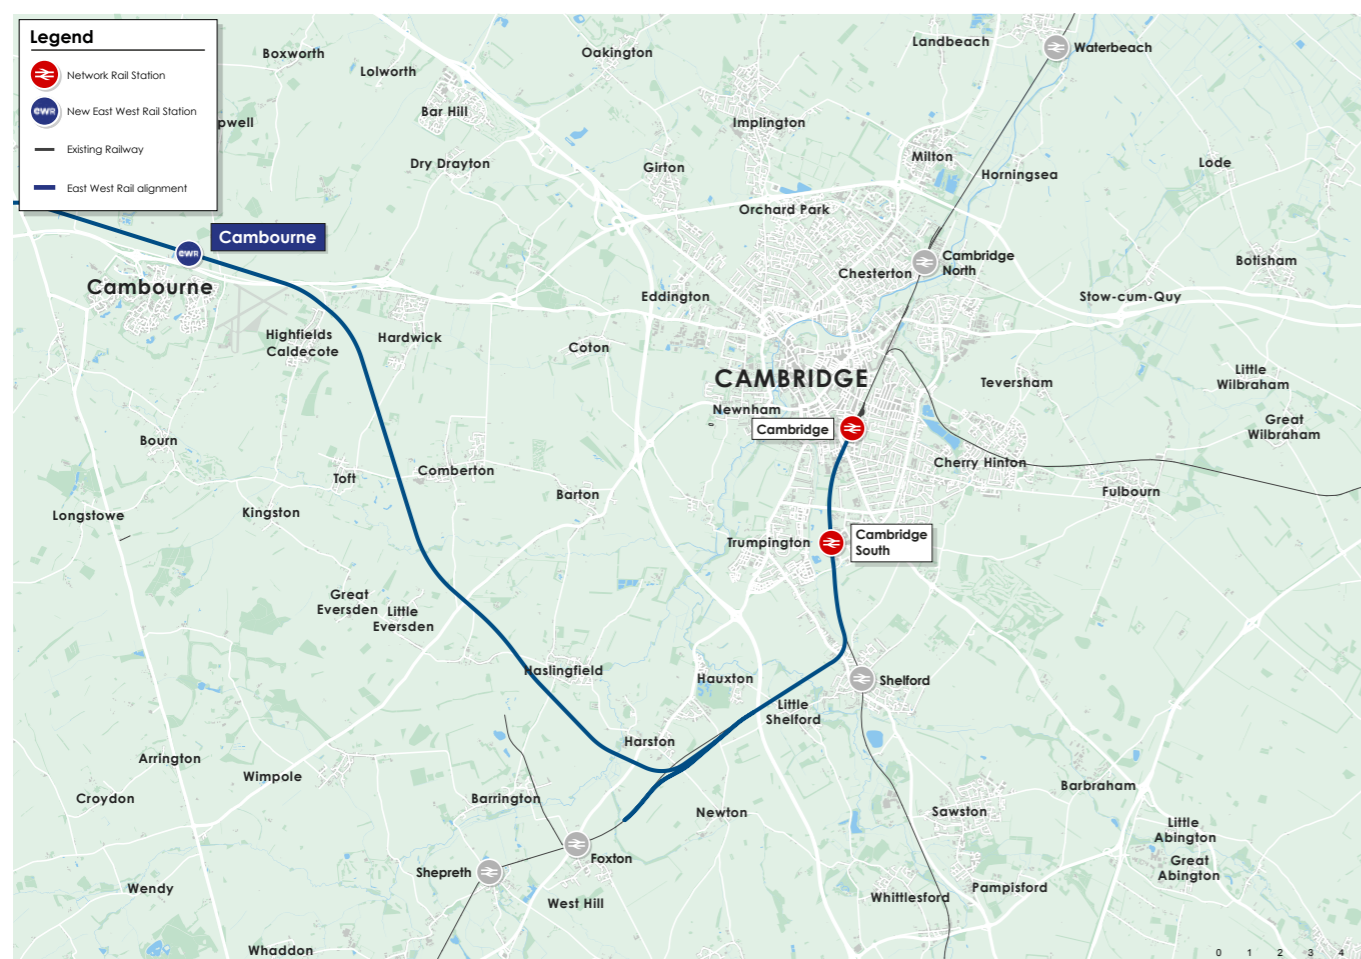 Legend
Network Rail Station
ewr
New East West Rail Station
Existing Railway
East West Rail alignment
Boxworth
Lolworth
Oakington
Landbeach
Waterbeach
Bar Hill
pwell
Implington
Dry Drayton
Girton
Milton
Horningsea
Lode
Orchard Park
Cambourne
ewr
Cambourne
Chesterton
Cambridge
North
Botisham
Eddington
Stow-cum-Quy
Highfields
Caldecote
Hardwick
Coton
CAMBRIDGE
Teversham
Little
Wilbraham
Newnham
Cambridge
Great
Wilbraham
Bourn
Toft
Comberton
Cherry Hinton
Barton
Fulbourn
Longstowe
Kingston
Trumpington
Cambridge
South
Great
Eversden
Little
Eversden
Haslingfield
Hauxton
Shelford
Little
Shelford
Harston
Arrington
Wimpole
Croydon
Barrington
Newton
Barbraham
Sawston
Little
Abington
Great
Abington
Foxton
Shepreth
Wendy
West Hill
Whittlesford
Pampisford
Whaddon
0 1 2 3 4